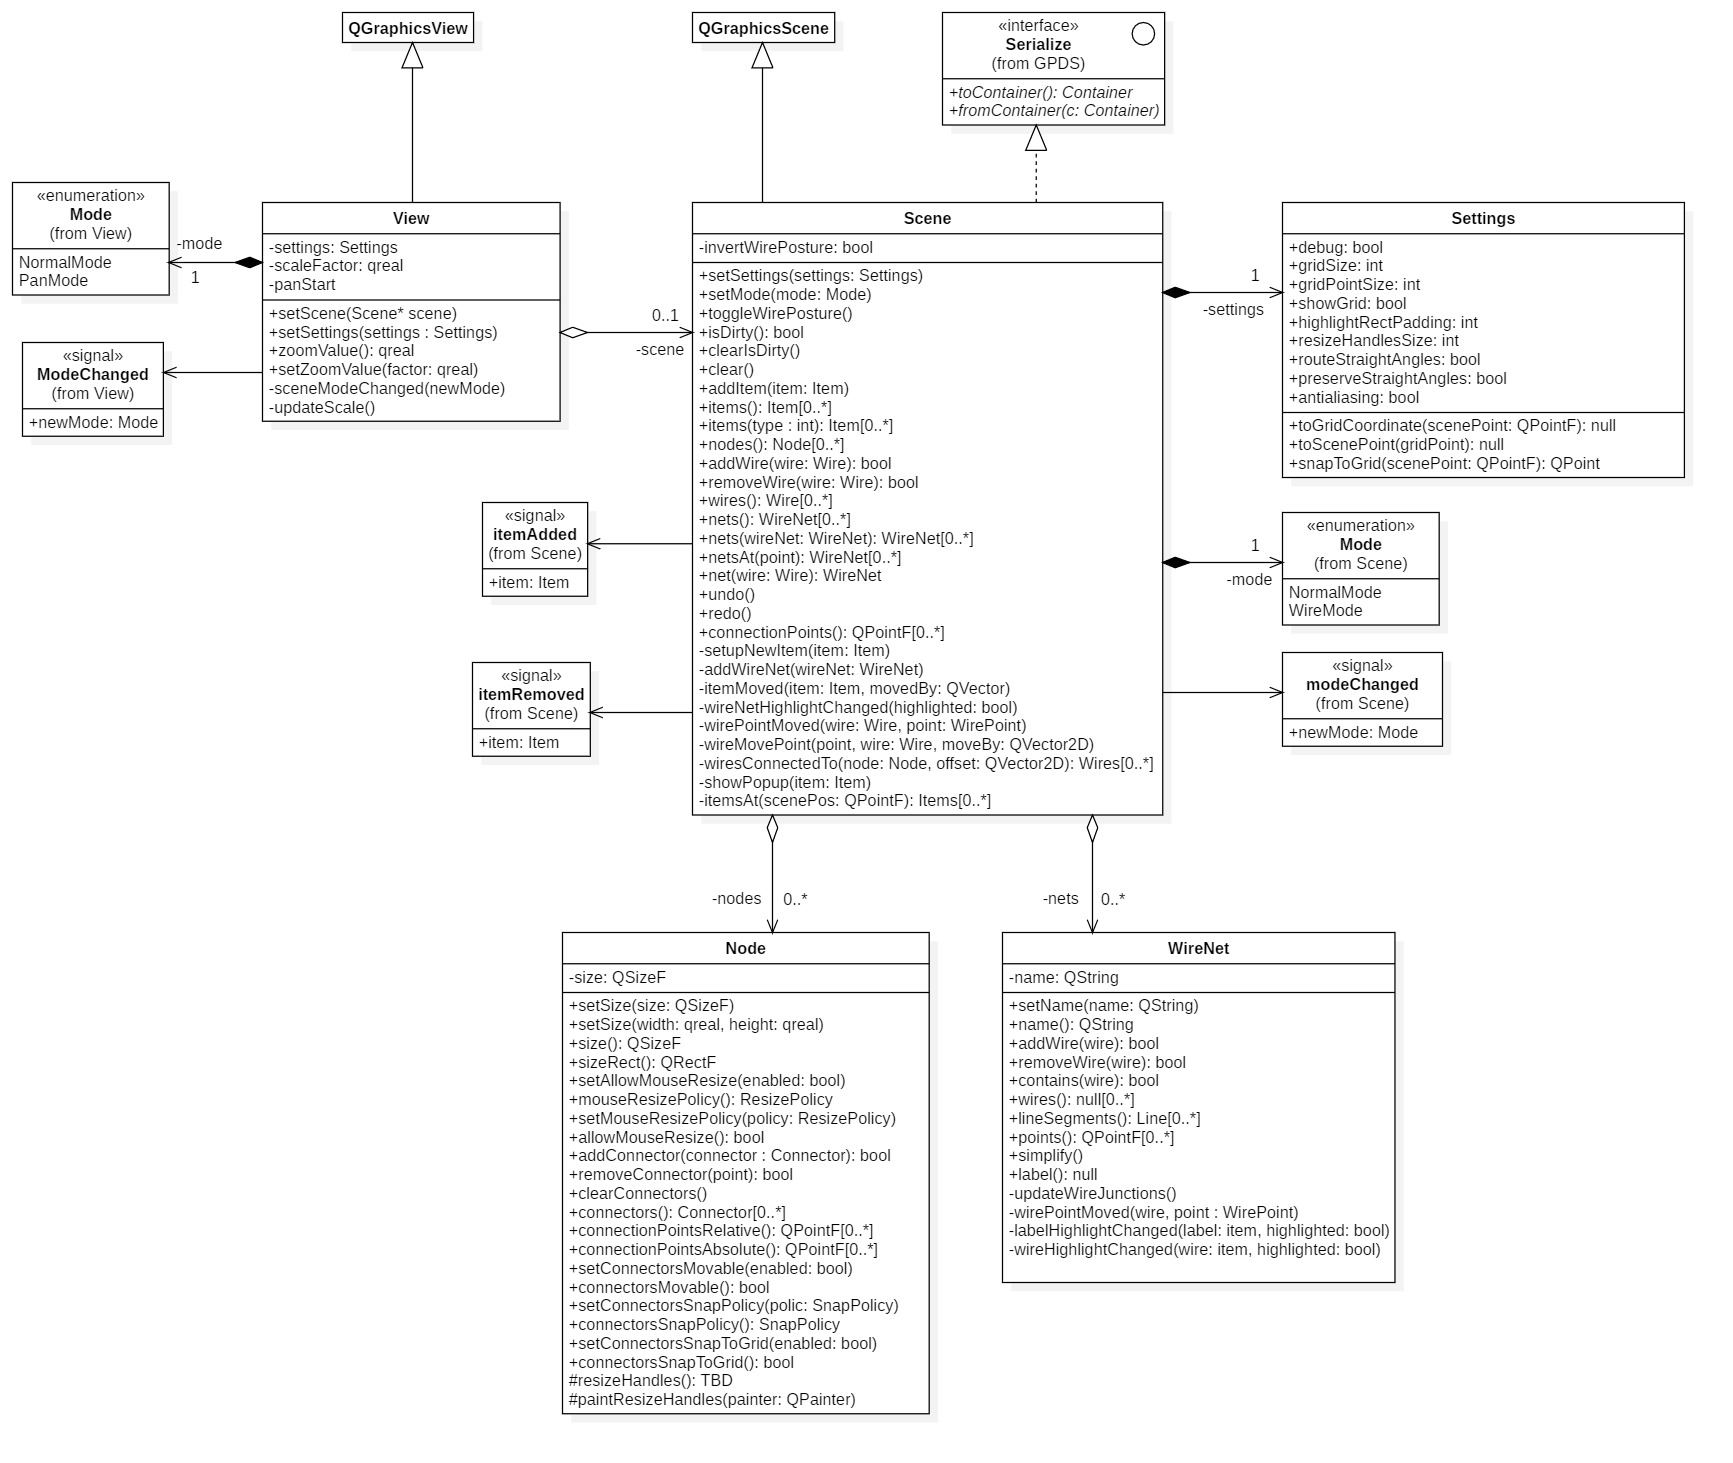 QGraphicsView
QGraphicsScene
«interface»
Serialize
(from GPDS)
+toContainer(): Container
+fromContainer(c: Container)
«enumeration»
Mode
(from View)
NormalMode
PanMode
-mode
1
«signal»
ModeChanged
(from View)
+newMode: Mode
View
-settings: Settings
-scaleFactor: qreal
-panStart
+setScene(Scene* scene)
+setSettings(settings : Settings)
+zoomValue(): qreal
+setZoomValue(factor: qreal)
-sceneModeChanged(newMode)
-updateScale()
0..1
-scene
«signal»
itemAdded
(from Scene)
+item: Item
«signal»
itemRemoved
(from Scene)
+item: Item
Scene
-invertWirePosture: bool
+setSettings(settings: Settings)
+setMode(mode: Mode)
+toggleWirePosture()
+isDirty(): bool
+clearIsDirty()
+clear()
+addItem(item: Item)
+items(): Item[0..*]
+items(type : int): Item[0..*]
+nodes(): Node[0..*]
+addWire(wire: Wire): bool
+removeWire(wire: Wire): bool
+wires(): Wire[0..*]
+nets(): WireNet[0..*]
+nets(wireNet: WireNet): WireNet[0..*]
+netsAt(point): WireNet[0..*]
+net(wire: Wire): WireNet
+undo()
+redo()
+connectionPoints(): QPointF[0..*]
-setupNewItem(item: Item)
-addWireNet(wireNet: WireNet)
-itemMoved(item: Item, movedBy: QVector)
-wireNetHighlightChanged(highlighted: bool)
-wirePointMoved(wire: Wire, point: WirePoint)
-wireMovePoint(point, wire: Wire, moveBy: QVector2D)
-wiresConnectedTo(node: Node, offset: QVector2D): Wires[0..*]
-showPopup(item: Item)
-itemsAt(scenePos: QPointF): Items[0..*]
1
-settings
Settings
+debug: bool
+gridSize: int
+gridPointSize: int
+showGrid: bool
+highlightRectPadding: int
+resizeHandlesSize: int
+routeStraightAngles: bool
+preserveStraightAngles: bool
+antialiasing: bool
+toGridCoordinate(scenePoint: QPointF): null
+toScenePoint(gridPoint): null
+snapToGrid(scenePoint: QPointF): QPoint
1
-mode
«enumeration»
Mode
(from Scene)
NormalMode
WireMode
«signal»
modeChanged
(from Scene)
+newMode: Mode
-nodes
0..*
-nets
0..*
Node
-size: QSizeF
+setSize(size: QSizeF)
+setSize(width: qreal, height: qreal)
+size(): QSizeF
+sizeRect(): QRectF
+setAllowMouseResize(enabled: bool)
+mouseResizePolicy(): ResizePolicy
+setMouseResizePolicy(policy: ResizePolicy)
+allowMouseResize(): bool
+addConnector(connector : Connector): bool
+removeConnector(point): bool
+clearConnectors()
+connectors(): Connector[0..*]
+connectionPointsRelative(): QPointF[0..*]
+connectionPointsAbsolute(): QPointF[0..*]
+setConnectorsMovable(enabled: bool)
+connectorsMovable(): bool
+setConnectorsSnapPolicy(polic: SnapPolicy)
+connectorsSnapPolicy(): SnapPolicy
+setConnectorsSnapToGrid(enabled: bool)
+connectorsSnapToGrid(): bool
#resizeHandles(): TBD
#paintResizeHandles(painter: QPainter)
WireNet
-name: QString
+setName(name: QString)
+name(): QString
+addWire(wire): bool
+removeWire(wire): bool
+contains(wire): bool
+wires(): null[0..*]
+lineSegments(): Line[0..*]
+points(): QPointF[0..*]
+simplify()
+label(): null
-updateWireJunctions()
-wirePointMoved(wire, point : WirePoint)
-labelHighlightChanged(label: item, highlighted: bool)
-wireHighlightChanged(wire: item, highlighted: bool)